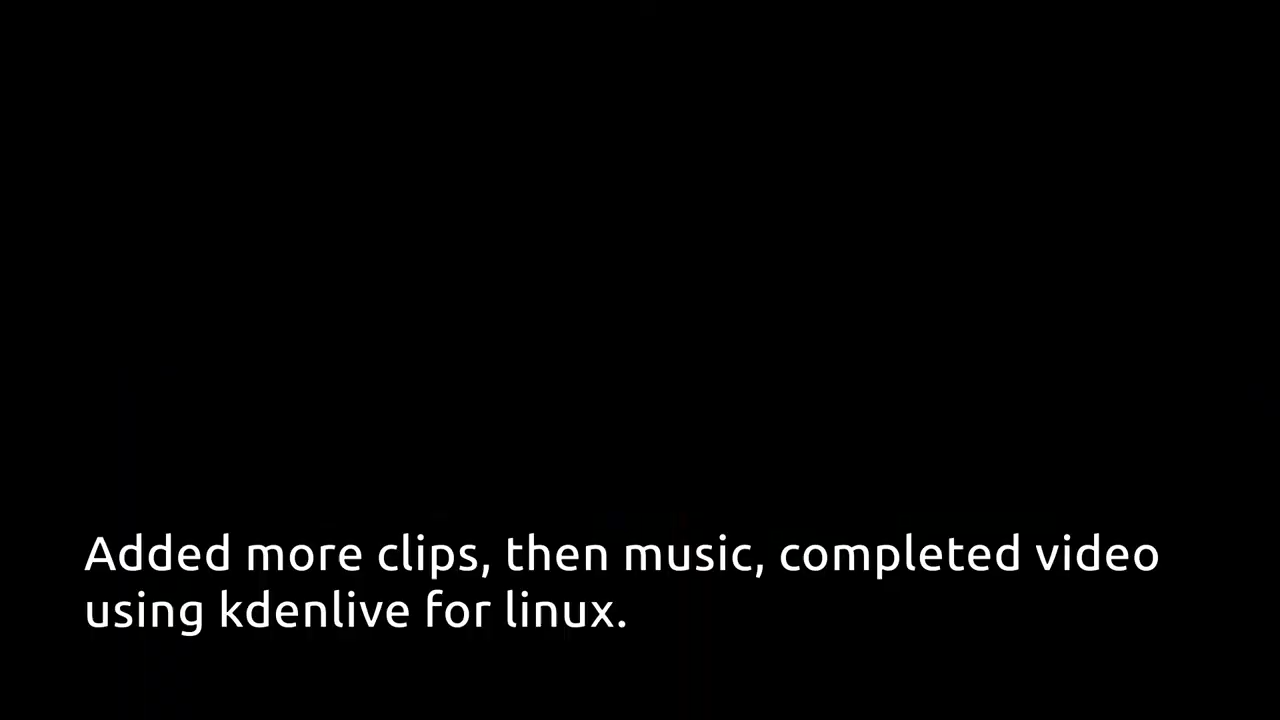 Added more clips, then music, completed video
using kdenlive for linux.